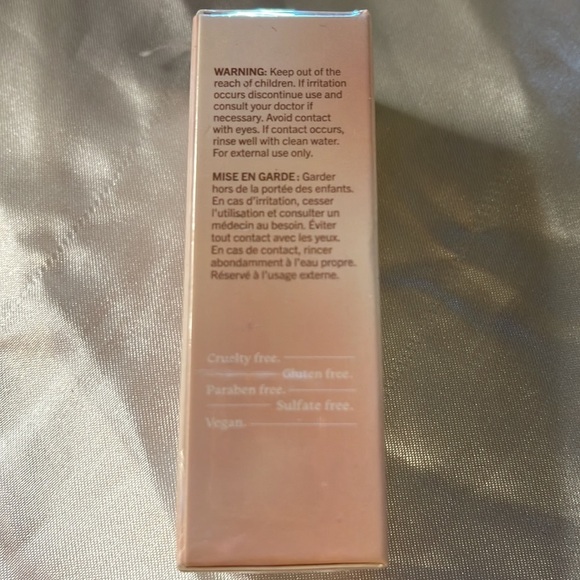 WARNING: Keep out of the
reach of children. If irritation
occurs discontinue use and
consult your doctor if
necessary. Avoid contact
with eyes. If contact occurs,
rinse well with clean water.
For external use only.
MISE EN GARDE : Garder
hors de la portée des enfants.
En cas d'irritation, cesser
l'utilisation et consulter un
médecin au besoin. Éviter
tout contact avec les yeux.
En cas de contact, rincer
abondamment à l'eau propre.
Réservé à l'usage externe.
Cruelty free.
Gluten free.
Paraben free.
Sulfate free.
Vegan.